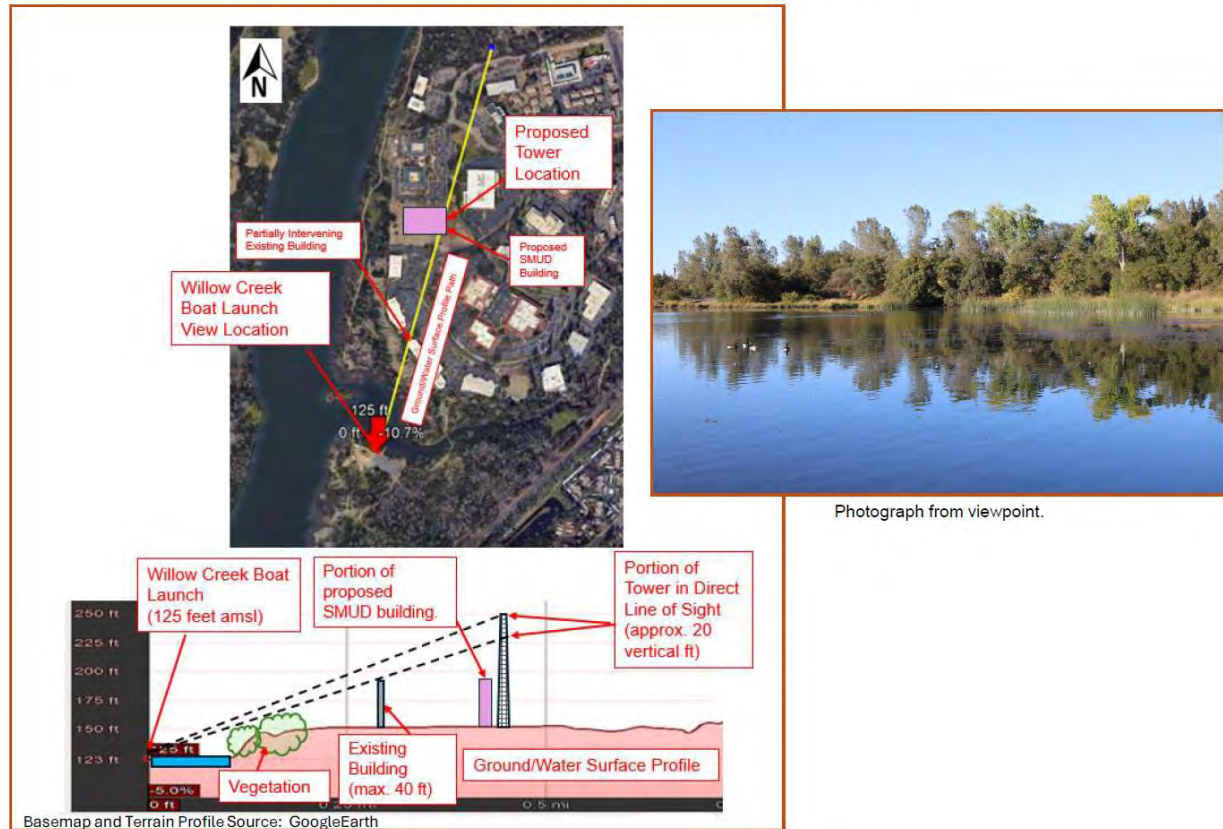 N
Proposed
Tower
Location
Partially Intervening
Existing Building
Proposed
SMUD
Building
Willow Creek
Boat Launch
View Location
Ground/Water Surface Profile Path
125 ft
0 ft
-10.7%
Photograph from viewpoint.
Willow Creek Boat
Launch
(125 feet amsl)
Portion of
proposed
SMUD building.
Portion of
Tower in Direct
Line of Sight
(approx. 20
vertical ft)
250 ft
225 ft
200 ft
175 ft
150 ft
123 ft
25 ft
-5.0%
0 ft
Vegetation
Existing
Building
(max. 40 ft)
Ground/Water Surface Profile
0.5 mi
Basemap and Terrain Profile Source: GoogleEarth